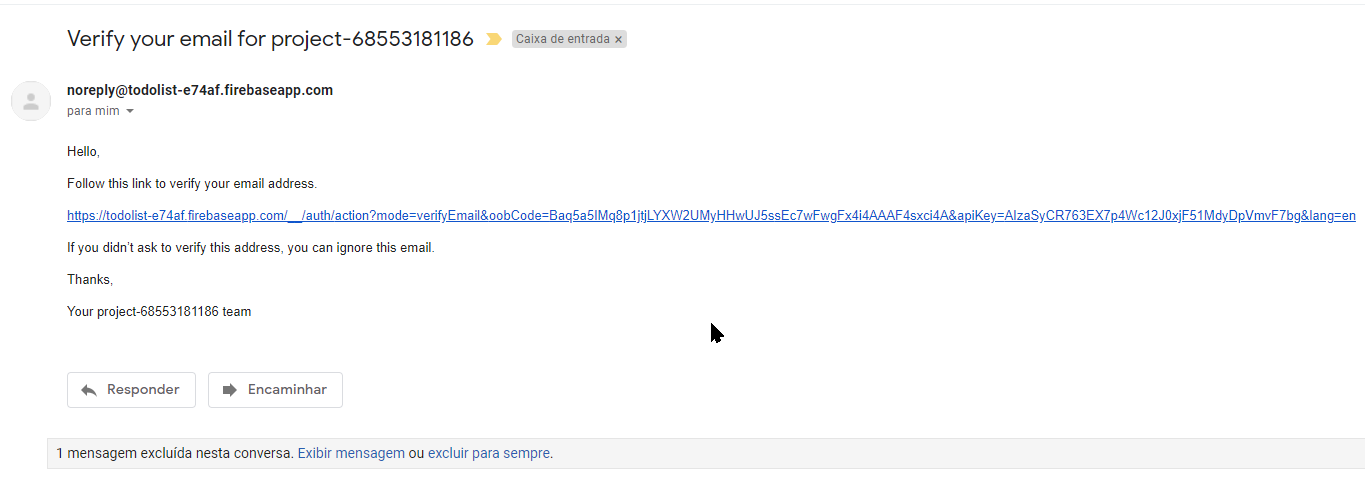 Verify your email for project-68553181186 Caixa de entrada ×
noreply@todolist-e74af.firebaseapp.com
para mim
Hello,
Follow this link to verify your email address.
https://todolist-e74af.firebaseapp.com/__/auth/action?mode=verifyEmail&oobCode=Baq5a5IMq8p1jtjLYXW2UMyHHwUJ5ssEc7wFwgFx4i4AAAF4sxci4A&apiKey=AIzaSyCR763EX7p4Wc12J0xjF51MdyDpVmvF7bg&lang=en
If you didn’t ask to verify this address, you can ignore this email.
Thanks,
Your project-68553181186 team
Responder Encaminhar
1 mensagem excluída nesta conversa. Exibir mensagem ou excluir para sempre.